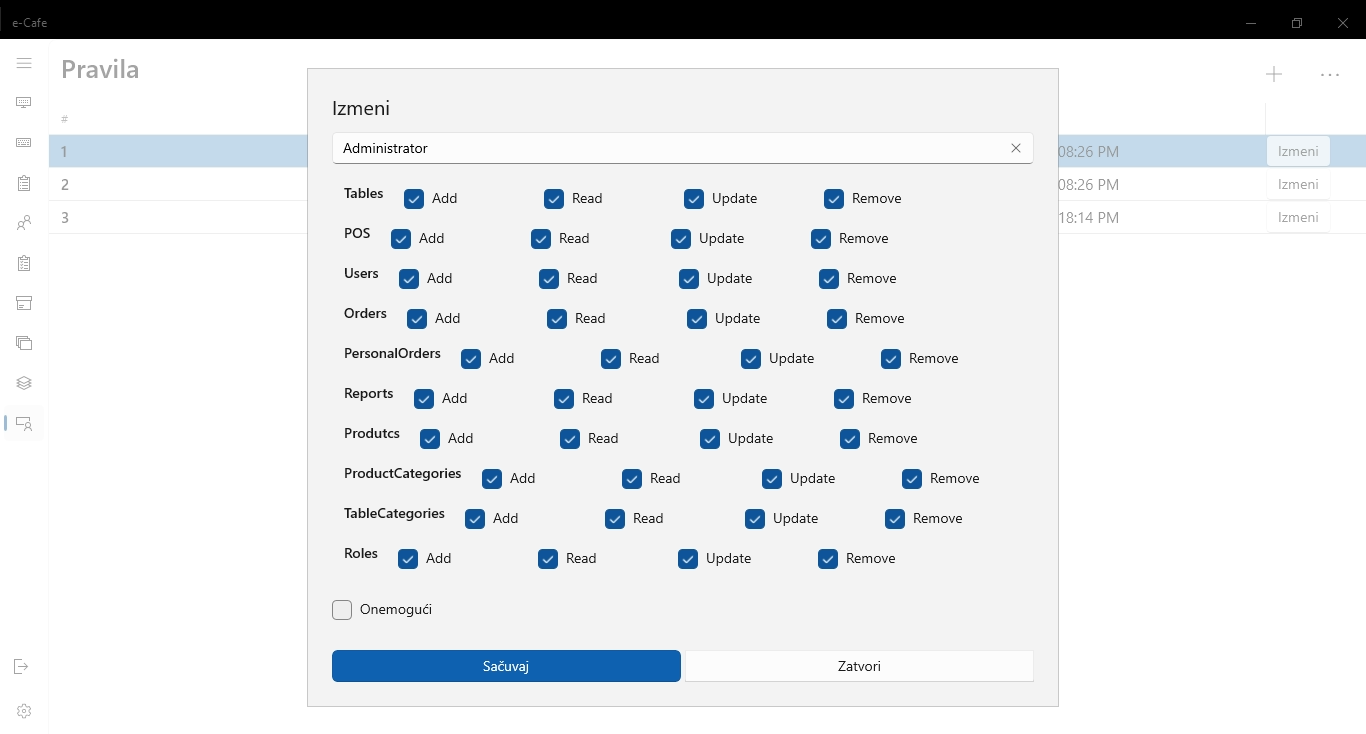 e-Cafe
Pravila
#
1 08:26 PM Izmeni
2 08:26 PM Izmeni
3 18:14 PM Izmeni
Izmeni
Administrator
Tables Add Read Update Remove
POS Add Read Update Remove
Users Add Read Update Remove
Orders Add Read Update Remove
PersonalOrders Add Read Update Remove
Reports Add Read Update Remove
Produtcs Add Read Update Remove
ProductCategories Add Read Update Remove
TableCategories Add Read Update Remove
Roles Add Read Update Remove
Onemogući
Sačuvaj Zatvori